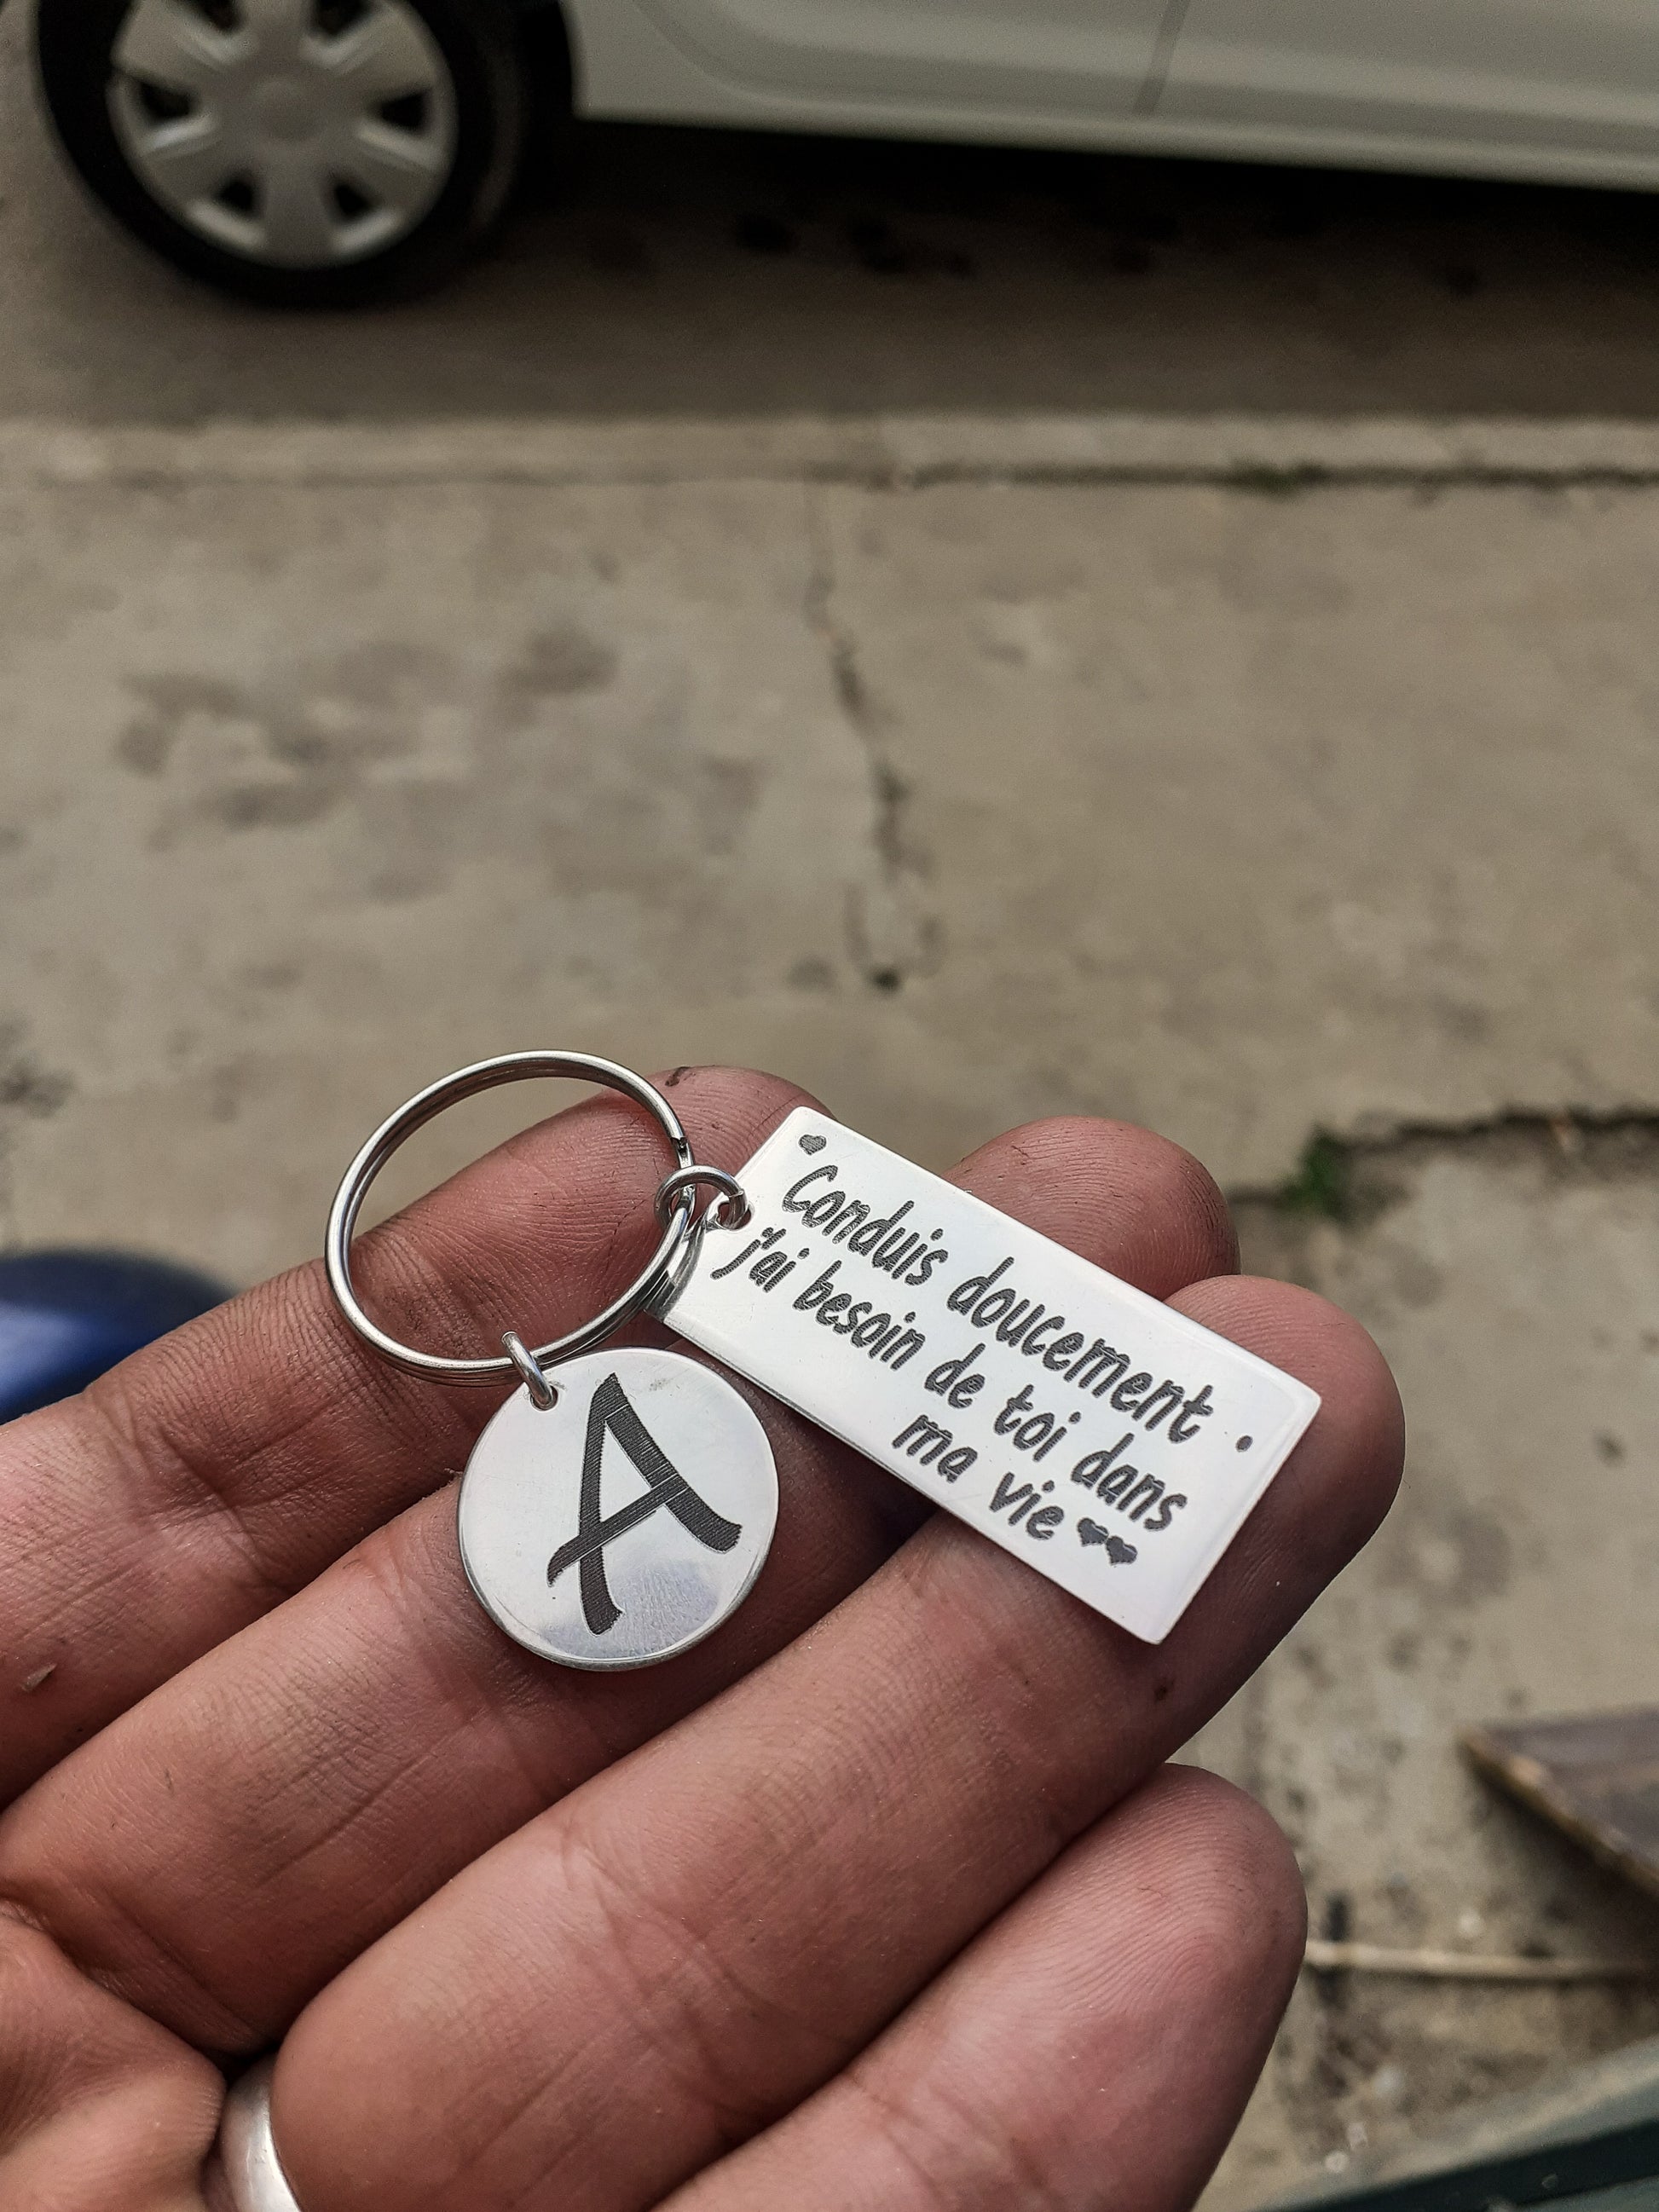 Conduis doucement.
j'ai besoin de toi dans
ma vie
A